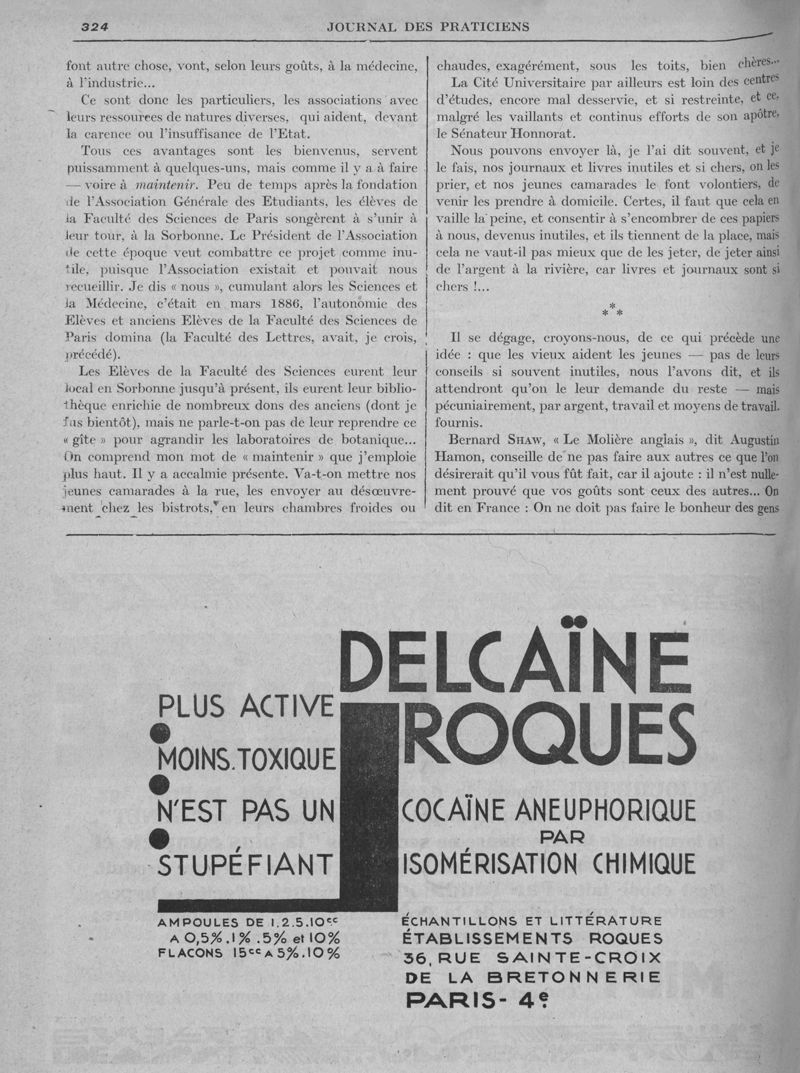 324
JOURNAL DES PRATICIENS
font autre chose, vont, selon leurs goûts, à la médecine,
à l'industrie...
Ce sont donc les particuliers, les associations avec
leurs ressources de natures diverses, qui aident, devant
la carence ou l'insuffisance de l'Etat.
Tous ces avantages sont les bienvenus, servent
puissamment à quelques-uns, mais comme il y a à faire
— voire à maintenir. Peu de temps après la fondation
de l'Association Générale des Etudiants, les élèves de
la Faculté des Sciences de Paris songèrent à s'unir à
leur tour, à la Sorbonne. Le Président de l'Association
de cette époque veut combattre ce projet comme inu-
tile, puisque l'Association existait et pouvait nous
recueillir. Je dis « nous », cumulant alors les Sciences et
la Médecine, c'était en mars 1886, l'autonomie des
Elèves et anciens Elèves de la Faculté des Sciences de
Paris domina (la Faculté des Lettres, avait, je crois,
précédé).
Les Elèves de la Faculté des Sciences eurent leur
local en Sorbonne jusqu'à présent, ils eurent leur biblio-
thèque enrichie de nombreux dons des anciens (dont je
fus bientôt), mais ne parle-t-on pas de leur reprendre ce
« gîte » pour agrandir les laboratoires de botanique...
On comprend mon mot de « maintenir » que j'emploie
plus haut. Il y a accalmie présente. Va-t-on mettre nos
jeunes camarades à la rue, les envoyer au désœuvre-
ment chez les bistrots, en leurs chambres froides ou
chaudes, exagérément, sous les toits, bien chères...
La Cité Universitaire par ailleurs est loin des centres
d'études, encore mal desservie, et si restreinte, et ce,
malgré les vaillants et continus efforts de son apôtre,
le Sénateur Honnorat.
Nous pouvons envoyer là, je l'ai dit souvent, et je
le fais, nos journaux et livres inutiles et si chers, on les
prier, et nos jeunes camarades le font volontiers, de
venir les prendre à domicile. Certes, il faut que cela en
vaille la peine, et consentir à s'encombrer de ces papiers
à nous, devenus inutiles, et ils tiennent de la place, mais
cela ne vaut-il pas mieux que de les jeter, de jeter ainsi
de l'argent à la rivière, car livres et journaux sont si
chers !...
*
* *
Il se dégage, croyons-nous, de ce qui précède une
idée : que les vieux aident les jeunes — pas de leurs
conseils si souvent inutiles, nous l'avons dit, et ils
attendront qu'on le leur demande du reste — mais
pécuniairement, par argent, travail et moyens de travail.
fournis.
Bernard SHAW, « Le Molière anglais », dit Augustin
Hamon, conseille de ne pas faire aux autres ce que l'on
désirerait qu'il vous fût fait, car il ajoute : il n'est nulle-
ment prouvé que vos goûts sont ceux des autres... On
dit en France : On ne doit pas faire le bonheur des gens
DELCAÏNE
ROQUES
PLUS ACTIVE
MOINS.TOXIQUE
N'EST PAS UN
STUPÉFIANT
COCAÏNE ANEUPHORIQUE
PAR
ISOMÉRISATION CHIMIQUE
AMPOULES DE 1.2.5.10cc
A 0,5%.1%.5% et 10%
FLACONS 15cc A 5%.10%
ÉCHANTILLONS ET LITTÉRATURE
ÉTABLISSEMENTS ROQUES
36, RUE SAINTE-CROIX
DE LA BRETONNERIE
PARIS-4e